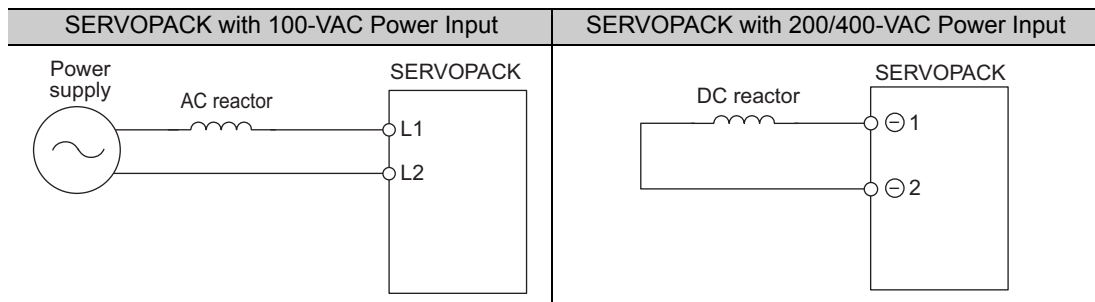 SERVOPACK with 100-VAC Power Input
SERVOPACK with 200/400-VAC Power Input
Power
supply
AC reactor
SERVOPACK
L1
L2
DC reactor
SERVOPACK
⊖ 1
⊖ 2